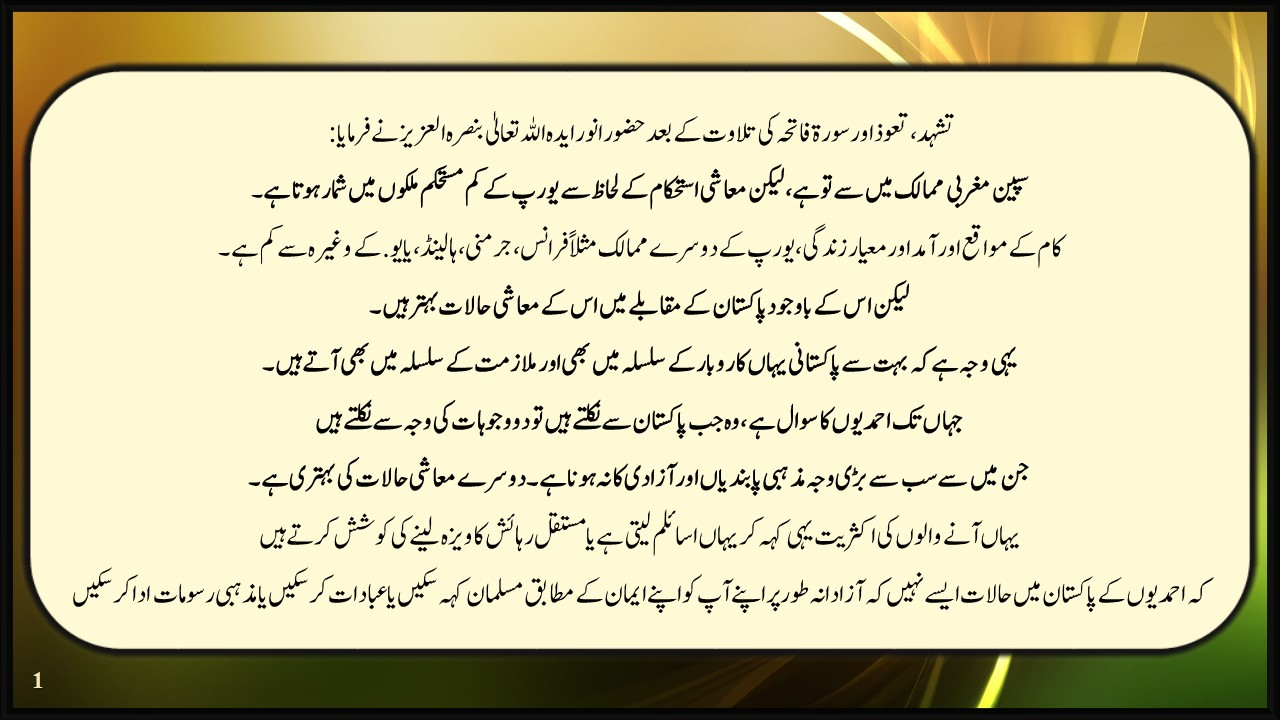 تشہد، تعوذ اور سورۃ فاتحہ کی تلاوت کے بعد حضور انور ایدہ اللہ تعالیٰ بنصرہ العزیز نے فرمایا:
سپین مغربی ممالک میں سے تو ہے، لیکن معاشی استحکام کے لحاظ سے یورپ کے کم مستحکم ملکوں میں شمار ہوتا ہے۔
کام کے مواقع اور آمد اور معیار زندگی، یورپ کے دوسرے ممالک مثلاً فرانس، جرمنی، ہالینڈ، یا یو. کے وغیرہ سے کم ہے۔
لیکن اس کے باوجود پاکستان کے مقابلے میں اس کے معاشی حالات بہتر ہیں۔
یہی وجہ ہے کہ بہت سے پاکستانی یہاں کاروبار کے سلسلہ میں بھی اور ملازمت کے سلسلہ میں بھی آتے ہیں۔
جہاں تک احمدیوں کا سوال ہے، وہ جب پاکستان سے نکلتے ہیں تو دو وجوہات کی وجہ سے نکلتے ہیں
جن میں سے سب سے بڑی وجہ مذہبی پابندیاں اور آزادی کا نہ ہونا ہے۔ دوسرے معاشی حالات کی بہتری ہے۔
یہاں آنے والوں کی اکثریت یہی کہہ کر یہاں اسائلم لیتی ہے یا مستقل رہائش کا ویزہ لینے کی کوشش کرتے ہیں
کہ احمدیوں کے پاکستان میں حالات ایسے نہیں کہ آزادانہ طور پر اپنے آپ کو اپنے ایمان کے مطابق مسلمان کہہ سکیں یا عبادات کر سکیں یا مذہبی رسومات ادا کر سکیں
1